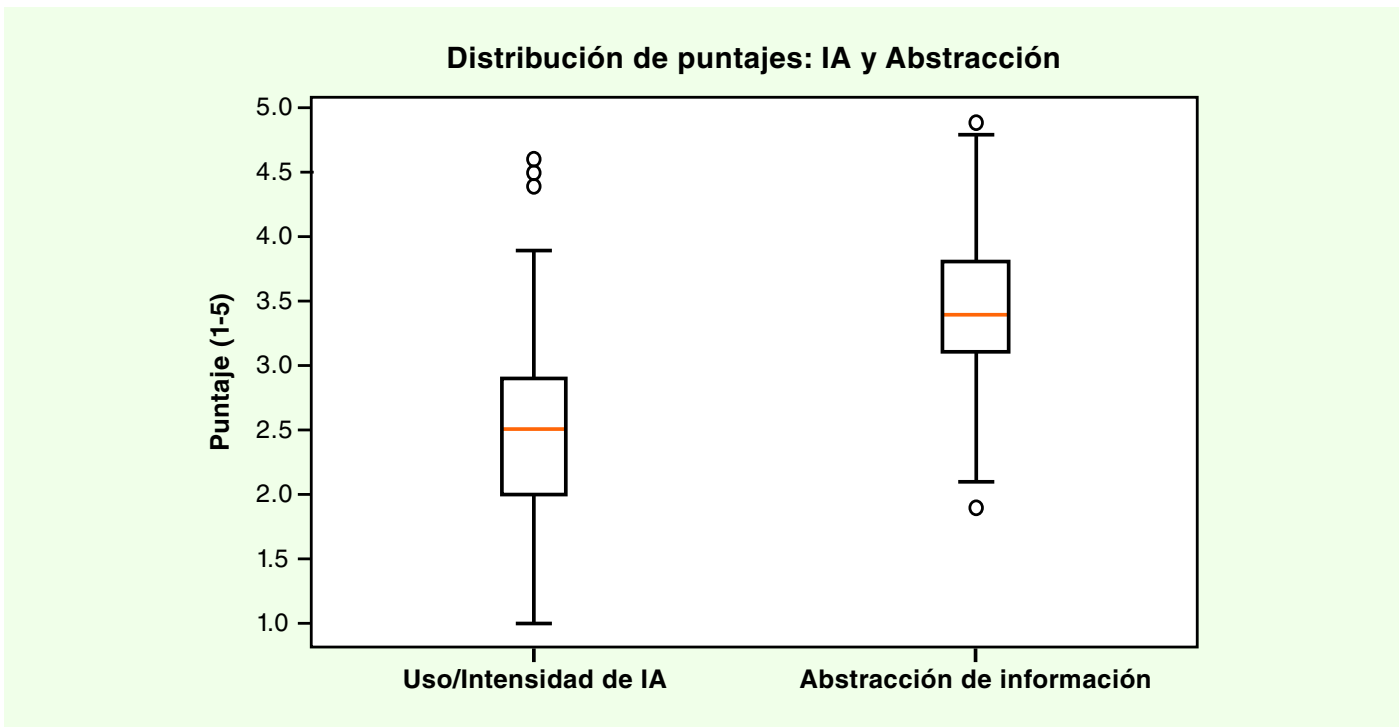 Distribución de puntajes: IA y Abstracción
5.0
4.5
4.0
3.5
3.0
2.5
2.0
1.5
1.0
Puntaje (1-5)
Uso/Intensidad de IA
Abstracción de información